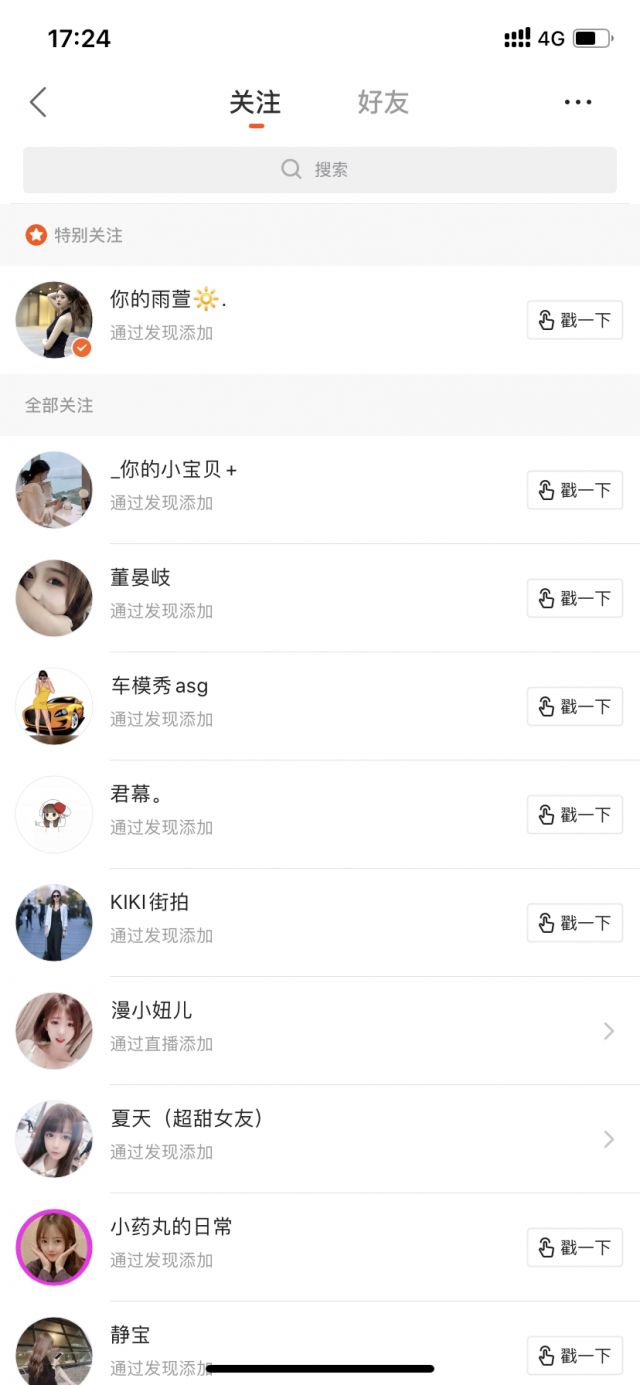 17:24
4G
关注 好友
搜索
特别关注
你的雨萱🔆.
通过发现添加
戳一下
全部关注
_你的小宝贝+
通过发现添加
戳一下
董晏岐
通过发现添加
戳一下
车模秀asg
通过发现添加
戳一下
君幕。
通过发现添加
戳一下
KIKI街拍
通过发现添加
戳一下
漫小妞儿
通过直播添加
夏天（超甜女友）
通过发现添加
小药丸的日常
通过发现添加
戳一下
静宝
通过发现添加
戳一下